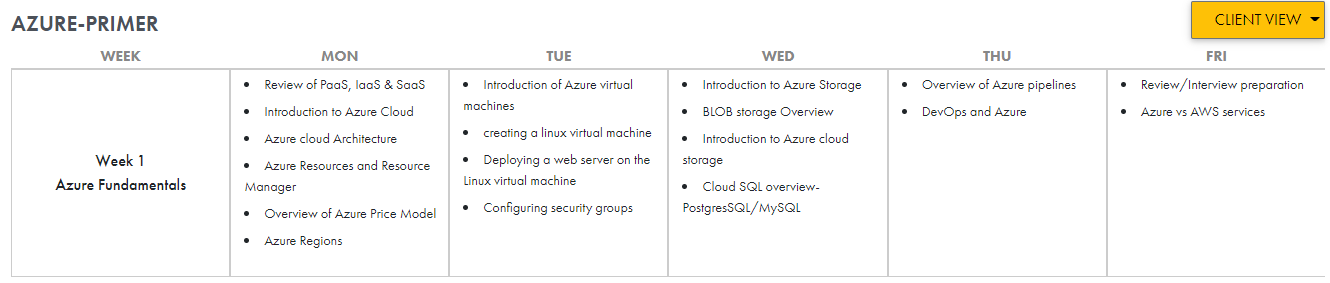 AZURE-PRIMER
CLIENT VIEW
WEEK
MON
TUE
WED
THU
FRI
Week 1
Azure Fundamentals
• Review of PaaS, IaaS & SaaS
• Introduction to Azure Cloud
• Azure cloud Architecture
• Azure Resources and Resource
Manager
• Overview of Azure Price Model
• Azure Regions
• Introduction of Azure virtual
machines
• creating a linux virtual machine
• Deploying a web server on the
Linux virtual machine
• Configuring security groups
• Introduction to Azure Storage
• BLOB storage Overview
• Introduction to Azure cloud
storage
• Cloud SQL overview-
PostgresSQL/MySQL
• Overview of Azure pipelines
• DevOps and Azure
• Review/Interview preparation
• Azure vs AWS services